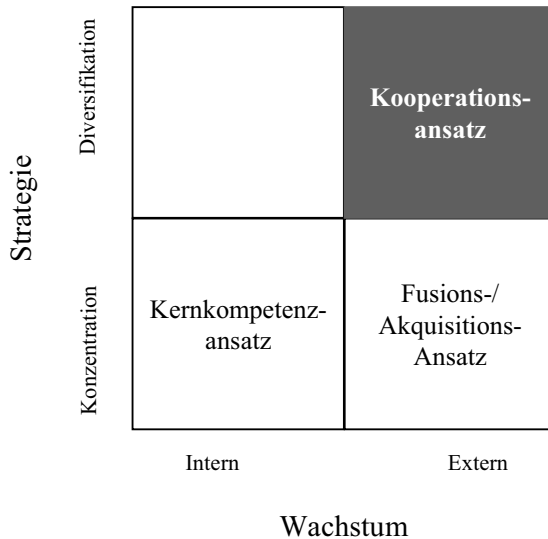 Strategie
Diversifikation
Kooperations-
ansatz
Konzentration
Kernkompetenz-
ansatz
Fusions-/
Akquisitions-
Ansatz
Intern
Extern
Wachstum